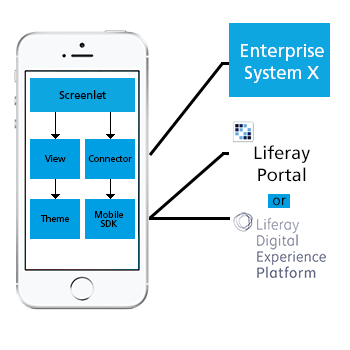 Screenlet
View
Connector
Theme
Mobile
SDK
Enterprise
System X
Liferay
Portal
or
Liferay
Digital
Experience
Platform